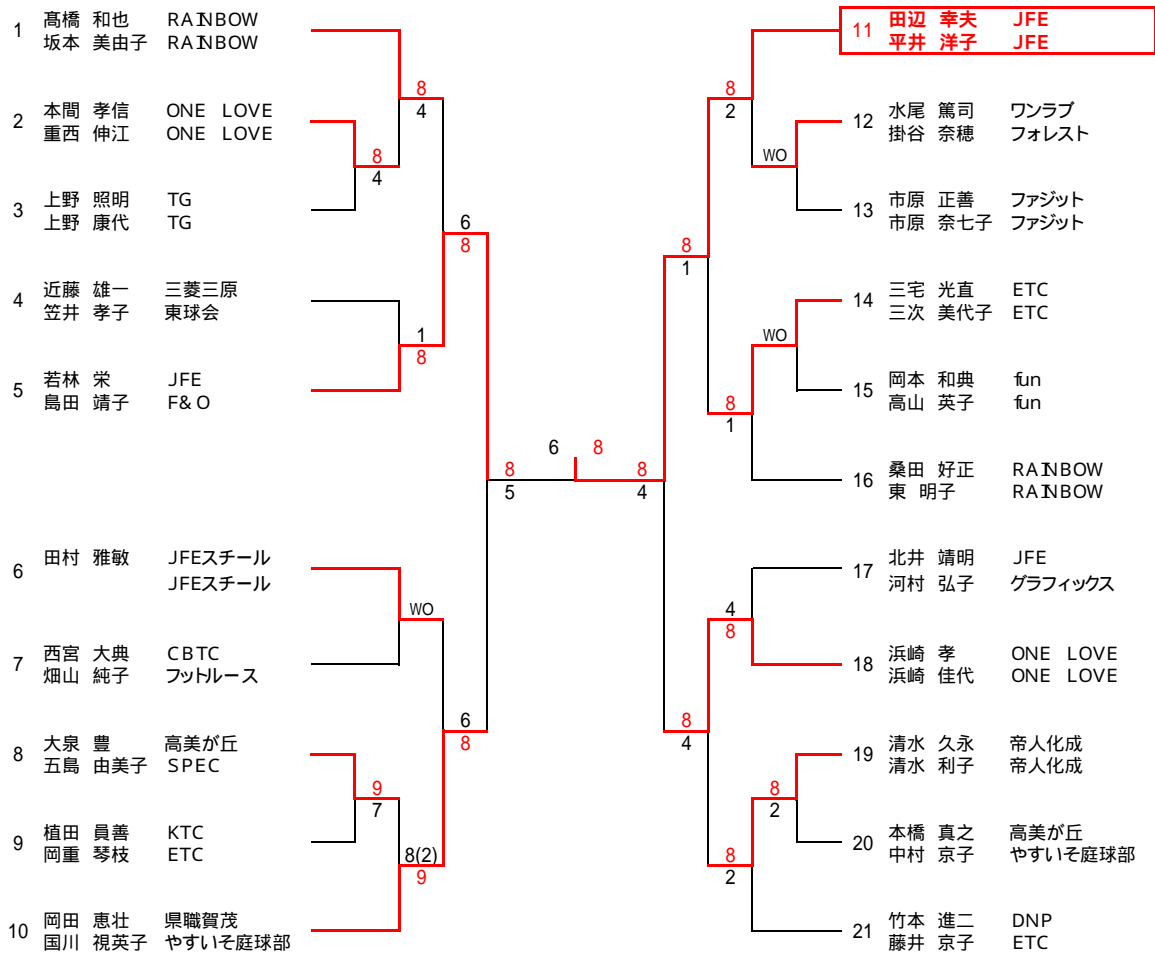 1 髙橋 和也 RAINBOW
坂本 美由子 RAINBOW
8
4
2 本間 孝信 ONE LOVE
重西 伸江 ONE LOVE
8
4
3 上野 照明 TG
上野 康代 TG
6
8
4 近藤 雄一 三菱三原
笠井 孝子 東球会
1
8
5 若林 栄 JFE
島田 靖子 F&O
8
5
6 田村 雅敏 JFEスチール
JFEスチール
WO
7 西宮 大典 CBTC
畑山 純子 フットルース
6
8
8 大泉 豊 高美が丘
五島 由美子 SPEC
9
7
9 植田 員善 KTC
岡重 琴枝 ETC
8(2)
9
10 岡田 恵壮 県職賀茂
国川 視英子 やすいそ庭球部
6 8
11 田辺 幸夫 JFE
平井 洋子 JFE
8
2
12 水尾 篤司 ワンラブ
掛谷 奈穂 フォレスト
WO
13 市原 正善 ファジット
市原 奈七子 ファジット
8
1
14 三宅 光直 ETC
三次 美代子 ETC
WO
15 岡本 和典 fun
高山 英子 fun
8
1
16 桑田 好正 RAINBOW
東 明子 RAINBOW
8
4
17 北井 靖明 JFE
河村 弘子 グラフィックス
4
8
18 浜崎 孝 ONE LOVE
浜崎 佳代 ONE LOVE
8
4
19 清水 久永 帝人化成
清水 利子 帝人化成
8
2
20 本橋 真之 高美が丘
中村 京子 やすいそ庭球部
8
2
21 竹本 進二 DNP
藤井 京子 ETC